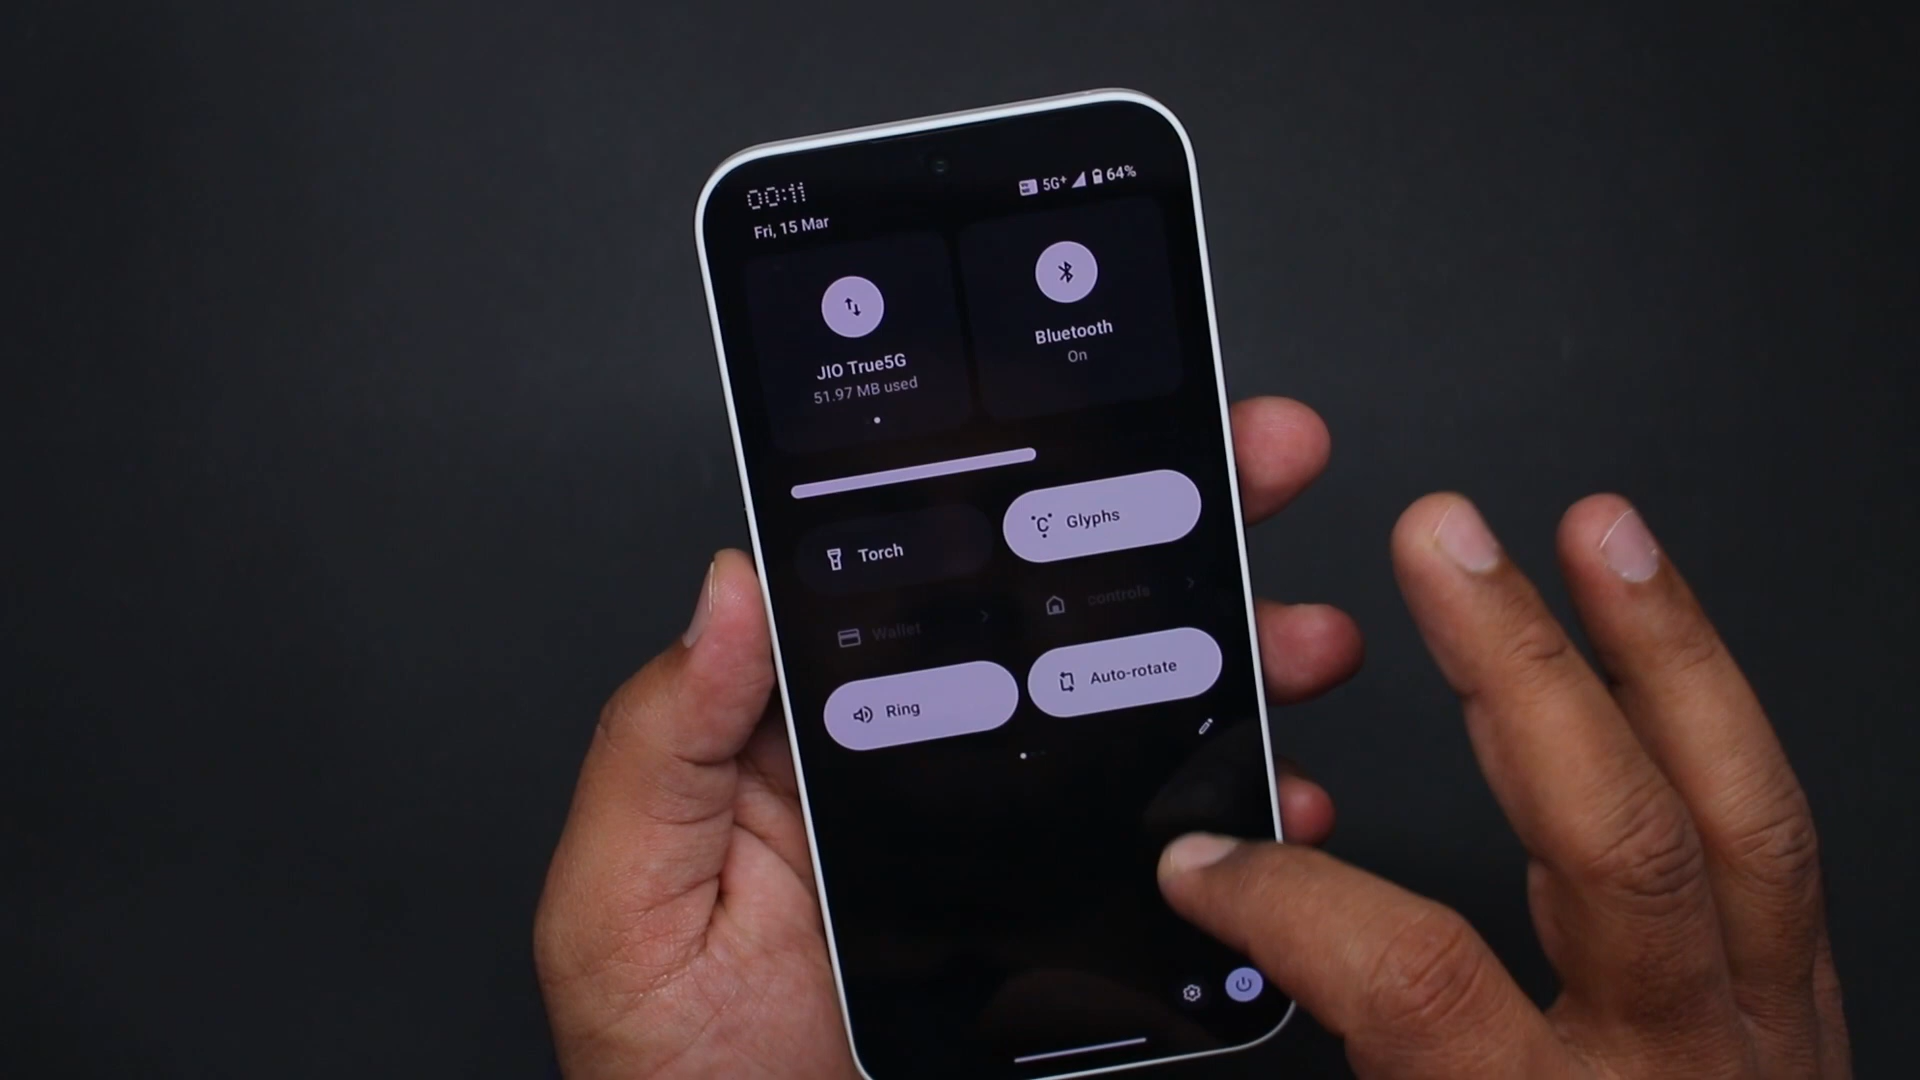 00:11
5G+ 64%
Fri, 15 Mar
JIO True5G
51.97 MB used
Bluetooth
On
Torch
Glyphs
Wallet
controls
Ring
Auto-rotate